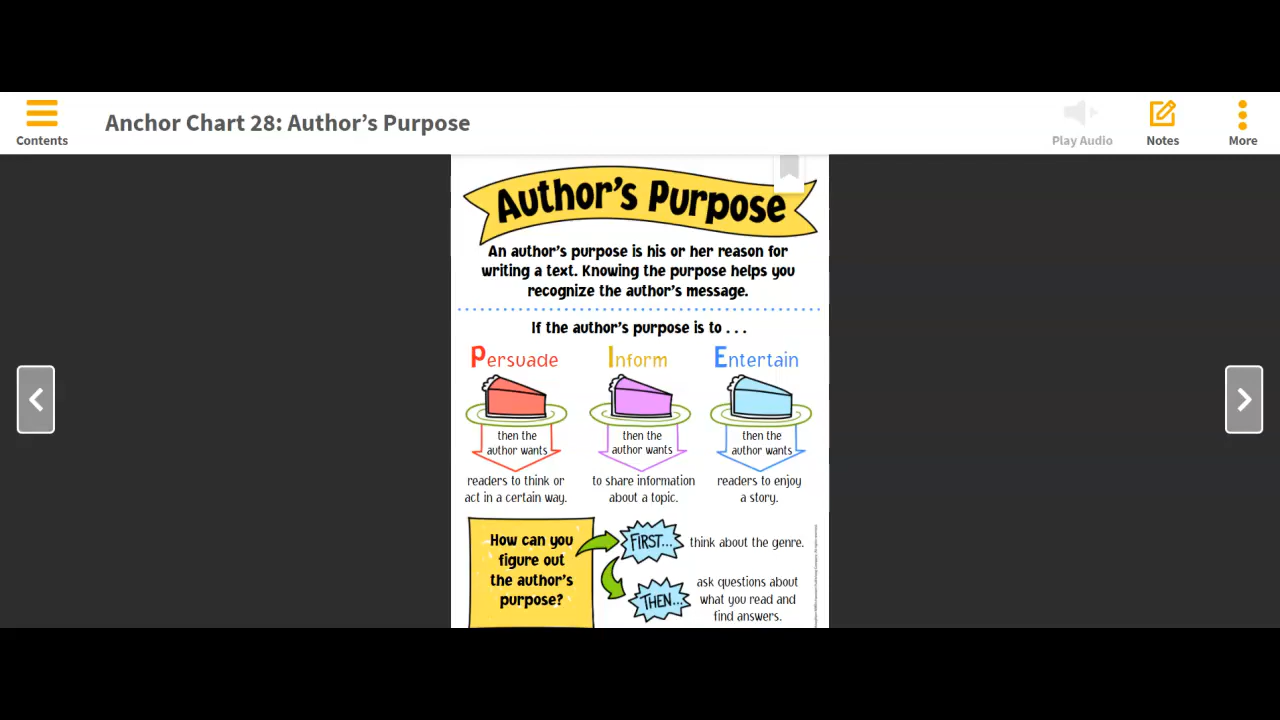 Contents
Anchor Chart 28: Author's Purpose
Play Audio
Notes
More
Author's Purpose
An author's purpose is his or her reason for
writing a text. Knowing the purpose helps you
recognize the author's message.
If the author's purpose is to . . .
Persuade
Inform
Entertain
then the
author wants
then the
author wants
then the
author wants
readers to think or
act in a certain way.
to share information
about a topic.
readers to enjoy
a story.
How can you
figure out
the author's
purpose?
FIRST...
think about the genre.
THEN...
ask questions about
what you read and
find answers.